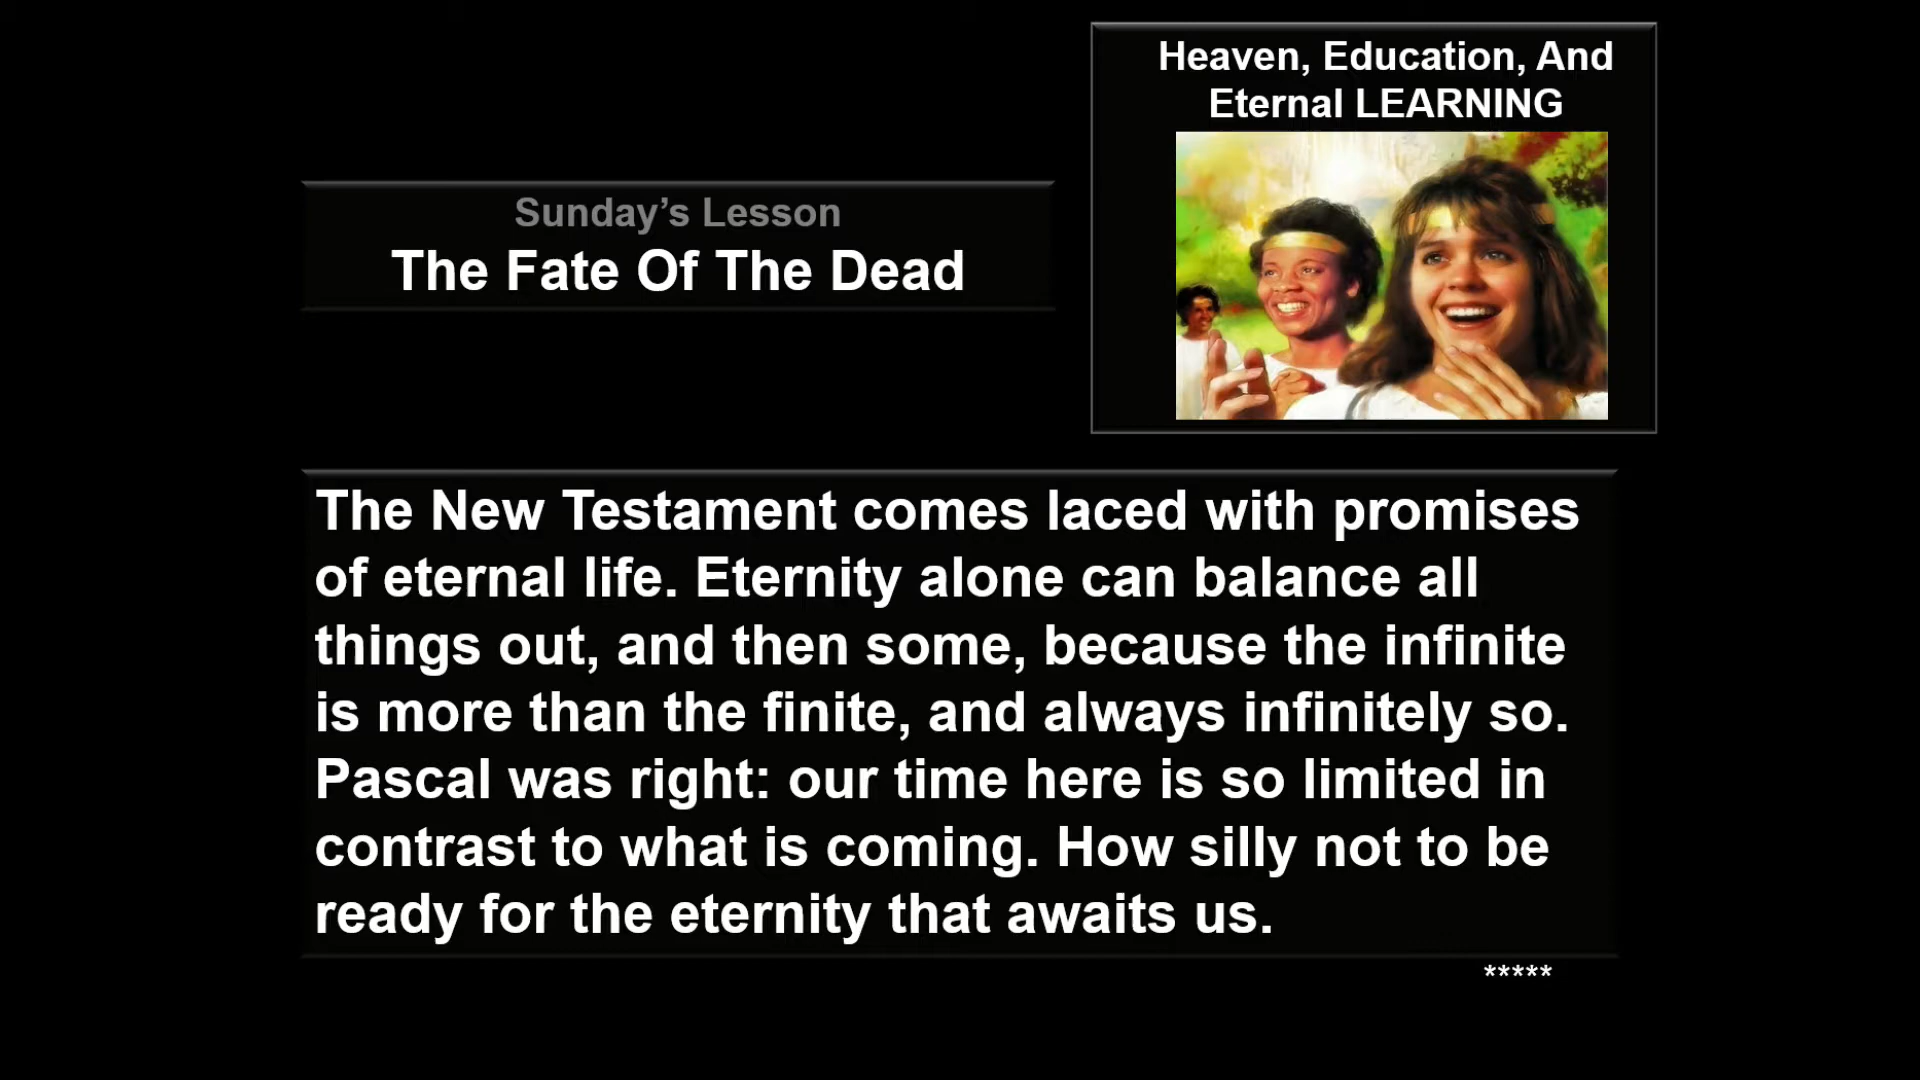 Heaven, Education, And
Eternal LEARNING
Sunday’s Lesson
The Fate Of The Dead
The New Testament comes laced with promises
of eternal life. Eternity alone can balance all
things out, and then some, because the infinite
is more than the finite, and always infinitely so.
Pascal was right: our time here is so limited in
contrast to what is coming. How silly not to be
ready for the eternity that awaits us.
*****